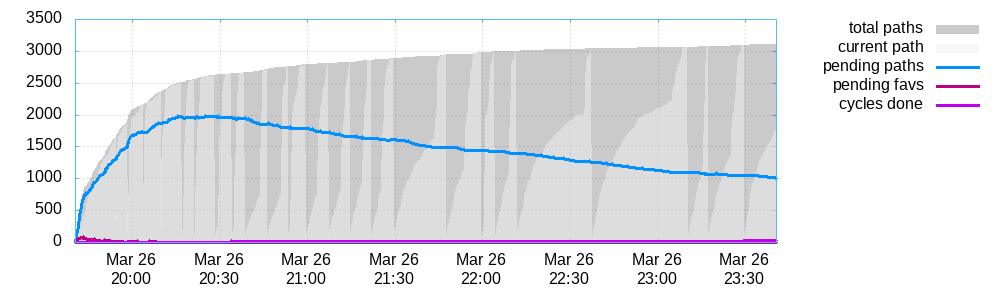 3500
3000
2500
2000
1500
1000
500
0
Mar 26 Mar 26 Mar 26 Mar 26 Mar 26 Mar 26 Mar 26 Mar 26
20:00 20:30 21:00 21:30 22:00 22:30 23:00 23:30
total paths
current path
pending paths
pending favs
cycles done